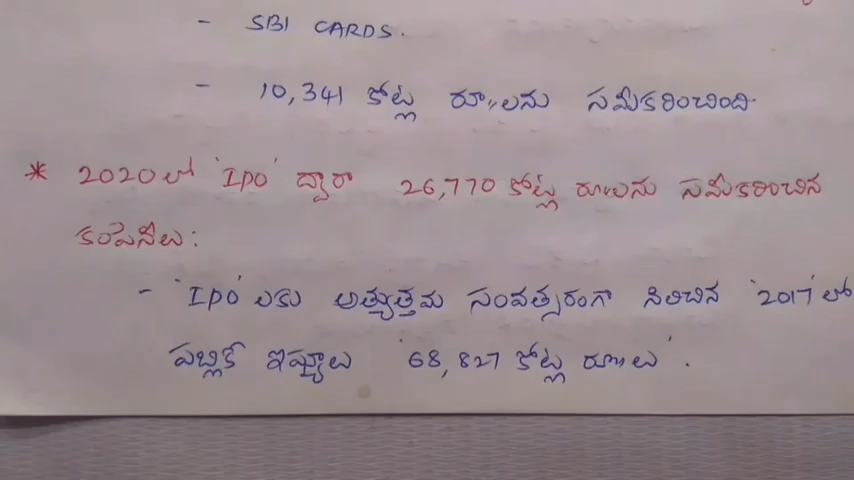 - SBI CARDS.
- 10,341 కోట్ల రూ,,లను సమీకరించింది.
* 2020లో 'IPO' ద్వారా 26,770 కోట్ల రూ,,లను సమీకరించిన
కంపెనీలు:
- 'IPO' లకు అత్యుత్తమ సంవత్సరంగా నిలిచిన '2017' లో
పబ్లిక్ ఇష్యూలు '68,827 కోట్ల రూ,,లు'.